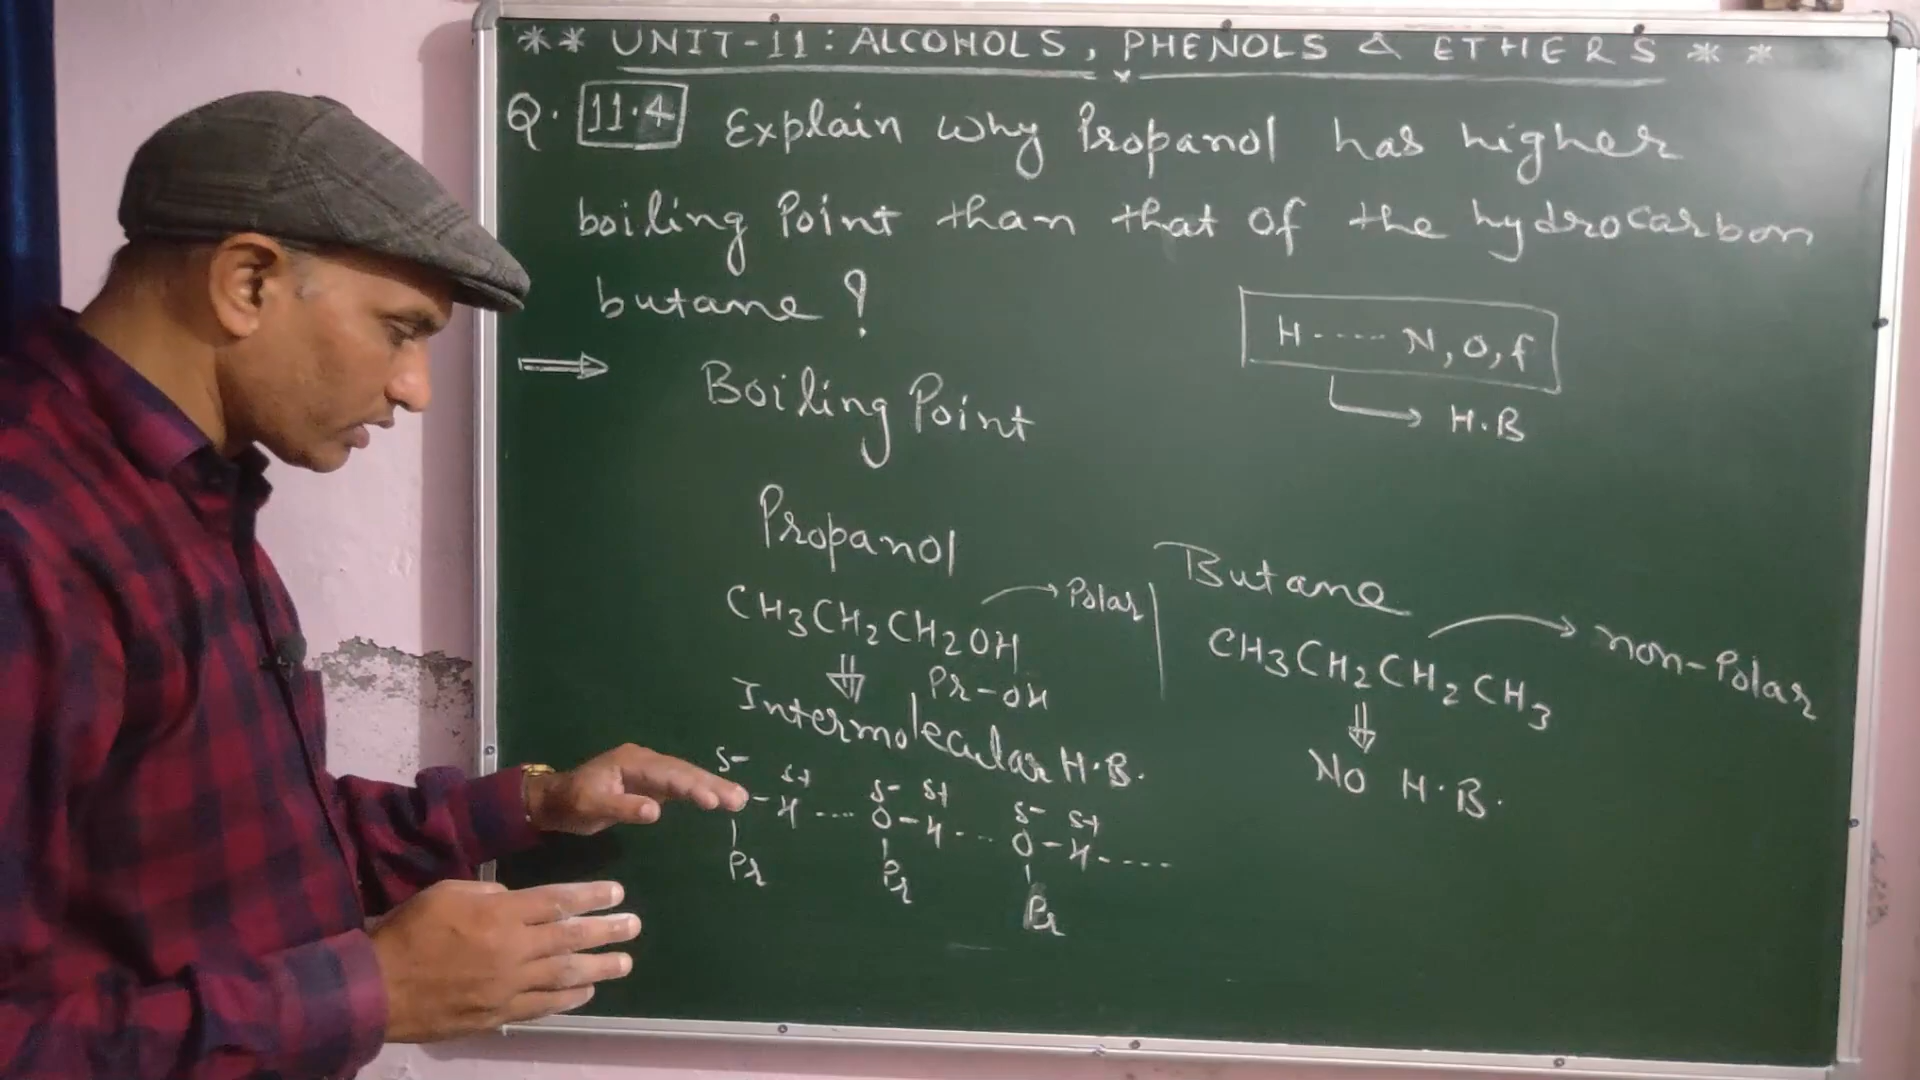 ** UNIT-11: ALCOHOLS, PHENOLS & ETHERS **
Q. 11.4 Explain why Propanol has higher
boiling Point than that of the hydrocarbon
butane?
H ---- N, O, f
→ H.B
⟹ Boiling Point
Propanol
CH3CH2CH2OH → Polar
Pr-OH
⇓
Intermolecular H.B.
δ- δ+ δ- δ+ δ- δ+
-H ---- O-H --- O-H ----
Pr Pr Pr
Butane
CH3CH2CH2CH3 → non-Polar
⇓
No H.B.